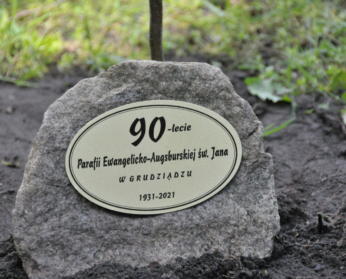 90-lecie
Parafii Ewangelicko-Augsburskiej św. Jana
W GRUDZIĄDZU
1931-2021